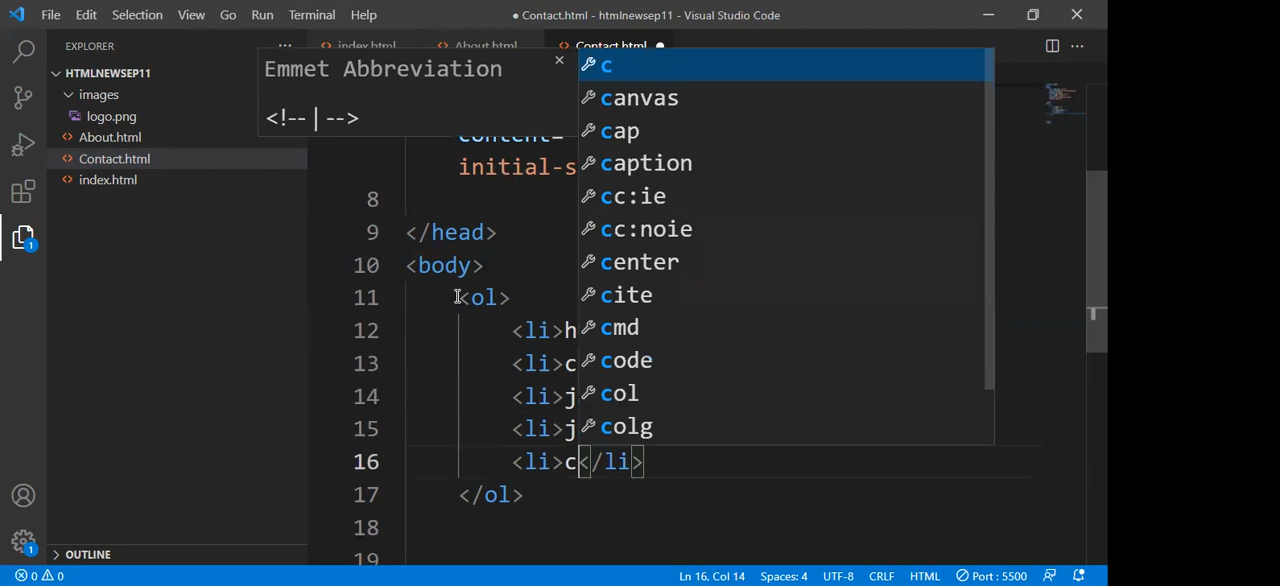 File Edit Selection View Go Run Terminal Help ● Contact.html - htmlnewsep11 - Visual Studio Code
EXPLORER ...
index.html About.html Contact.html
HTMLNEWSEP11
images
logo.png
About.html
Contact.html
index.html
Emmet Abbreviation
<!-- | -->
c
canvas
cap
caption
cc:ie
cc:noie
center
cite
cmd
code
col
colg
content=
initial-s
8
9 </head>
10 <body>
11 <ol>
12 <li>h
13 <li>c
14 <li>j
15 <li>j
16 <li>c</li>
17 </ol>
18
19
1
1
OUTLINE
0 0 Ln 16, Col 14 Spaces: 4 UTF-8 CRLF HTML Port : 5500